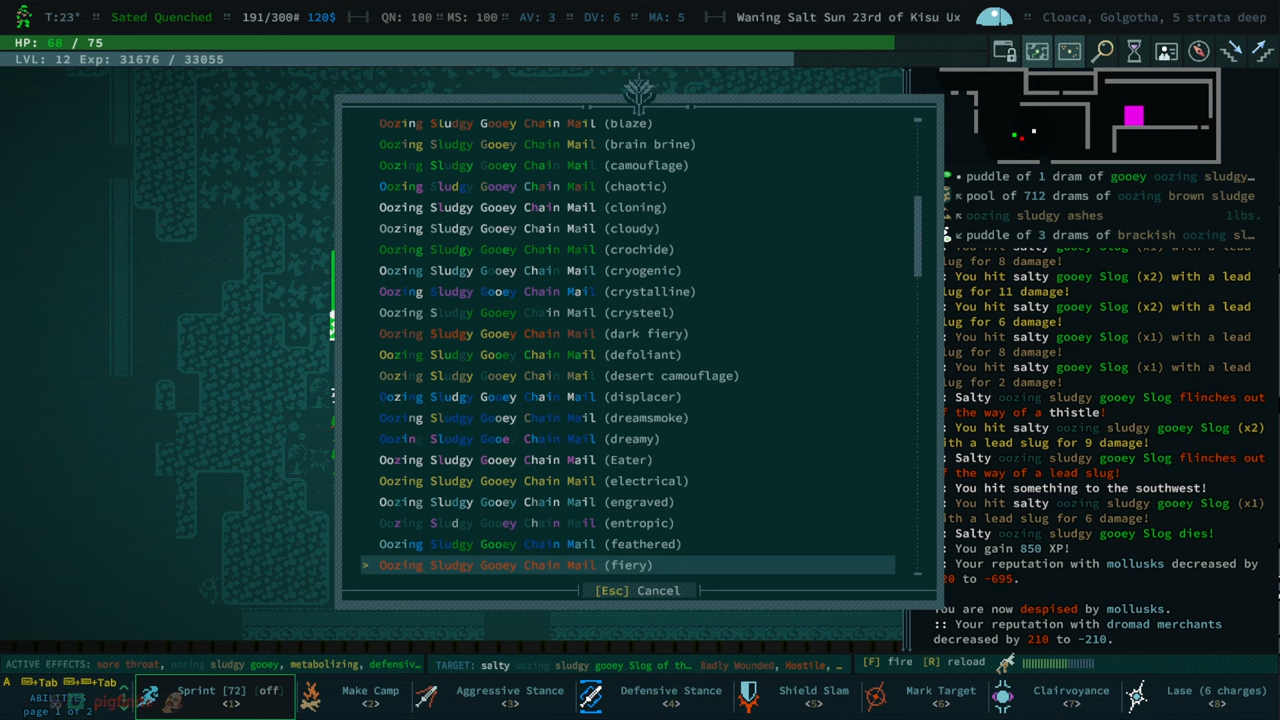 T:23° :: Sated Quenched :: 191/300# 120$ QN: 100 :: MS: 100 :: AV: 3 :: DV: 6 :: MA: 5 Waning Salt Sun 23rd of Kisu Ux :: Cloaca, Golgotha, 5 strata deep
HP: 68 / 75
LVL: 12 Exp: 31676 / 33055
Oozing Sludgy Gooey Chain Mail (blaze)
Oozing Sludgy Gooey Chain Mail (brain brine)
Oozing Sludgy Gooey Chain Mail (camouflage)
Oozing Sludgy Gooey Chain Mail (chaotic)
Oozing Sludgy Gooey Chain Mail (cloning)
Oozing Sludgy Gooey Chain Mail (cloudy)
Oozing Sludgy Gooey Chain Mail (crochide)
Oozing Sludgy Gooey Chain Mail (cryogenic)
Oozing Sludgy Gooey Chain Mail (crystalline)
Oozing Sludgy Gooey Chain Mail (crysteel)
Oozing Sludgy Gooey Chain Mail (dark fiery)
Oozing Sludgy Gooey Chain Mail (defoliant)
Oozing Sludgy Gooey Chain Mail (desert camouflage)
Oozing Sludgy Gooey Chain Mail (displacer)
Oozing Sludgy Gooey Chain Mail (dreamsmoke)
Oozing Sludgy Gooey Chain Mail (dreamy)
Oozing Sludgy Gooey Chain Mail (Eater)
Oozing Sludgy Gooey Chain Mail (electrical)
Oozing Sludgy Gooey Chain Mail (engraved)
Oozing Sludgy Gooey Chain Mail (entropic)
Oozing Sludgy Gooey Chain Mail (feathered)
> Oozing Sludgy Gooey Chain Mail (fiery)
[Esc] Cancel
puddle of 1 dram of gooey oozing sludgy…
pool of 712 drams of oozing brown sludge
oozing sludgy ashes 1lbs.
puddle of 3 drams of brackish oozing sl…
: You hit salty gooey Slog (x2) with a lead
slug for 8 damage!
: You hit salty gooey Slog (x2) with a lead
slug for 11 damage!
: You hit salty gooey Slog (x2) with a lead
slug for 6 damage!
: You hit salty gooey Slog (x1) with a lead
slug for 8 damage!
: You hit salty gooey Slog (x1) with a lead
slug for 2 damage!
: Salty oozing sludgy gooey Slog flinches out
of the way of a thistle!
: You hit salty oozing sludgy gooey Slog (x2)
with a lead slug for 9 damage!
: Salty oozing sludgy gooey Slog flinches out
of the way of a lead slug!
: You hit something to the southwest!
: You hit salty oozing sludgy gooey Slog (x1)
with a lead slug for 6 damage!
: Salty oozing sludgy gooey Slog dies!
: You gain 850 XP!
: Your reputation with mollusks decreased by
20 to -695.
You are now despised by mollusks.
:: Your reputation with dromad merchants
decreased by 210 to -210.
ACTIVE EFFECTS: sore throat, oozing sludgy gooey, metabolizing, defensiv… TARGET: salty oozing sludgy gooey Slog of th… Badly Wounded, Hostile, … [F] fire [R] reload
A +Tab +Tab
ABILIT
page 1 of 2
Sprint [72] [off] <1>
Make Camp <2>
Aggressive Stance <3>
Defensive Stance <4>
Shield Slam <5>
Mark Target <6>
Clairvoyance <7>
Lase (6 charges) <8>